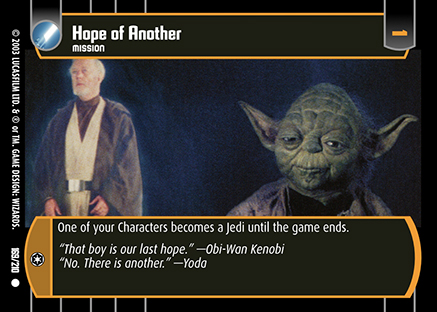 Hope of Another
MISSION
1
One of your Characters becomes a Jedi until the game ends.
“That boy is our last hope.” —Obi-Wan Kenobi
“No. There is another.” —Yoda
© 2003 LUCASFILM LTD. & ® or TM. GAME DESIGN: WIZARDS.
169/210